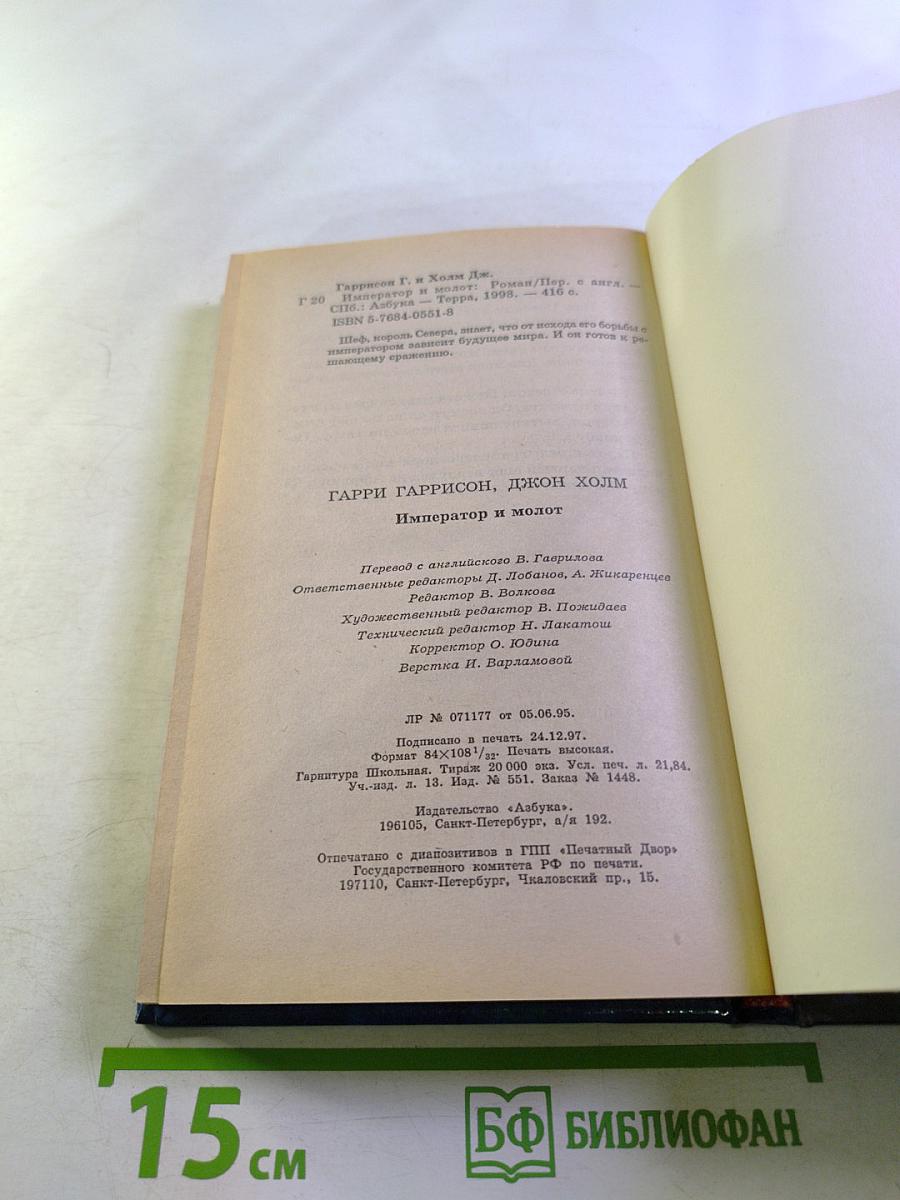 Гаррисон Г. и Холм Дж.
Г 20 Император и молот: Роман/Пер. с англ. —
СПб.: Азбука — Терра, 1998. — 416 с.
ISBN 5-7684-0551-8
Шеф, король Севера, знает, что от исхода его борьбы с
императором зависит будущее мира. И он готов к ре-
шающему сражению.
ГАРРИ ГАРРИСОН, ДЖОН ХОЛМ
Император и молот
Перевод с английского В. Гаврилова
Ответственные редакторы Д. Лобанов, А. Жикаренцев
Редактор В. Волкова
Художественный редактор В. Пожидаев
Технический редактор Н. Лакатош
Корректор О. Юдина
Верстка И. Варламовой
ЛР № 071177 от 05.06.95.
Подписано в печать 24.12.97.
Формат 84×108 1/32. Печать высокая.
Гарнитура Школьная. Тираж 20 000 экз. Усл. печ. л. 21,84.
Уч.-изд. л. 13. Изд. № 551. Заказ № 1448.
Издательство «Азбука».
196105, Санкт-Петербург, а/я 192.
Отпечатано с диапозитивов в ГПП «Печатный Двор»
Государственного комитета РФ по печати.
197110, Санкт-Петербург, Чкаловский пр., 15.
15 см
БФ БИБЛИОФАН